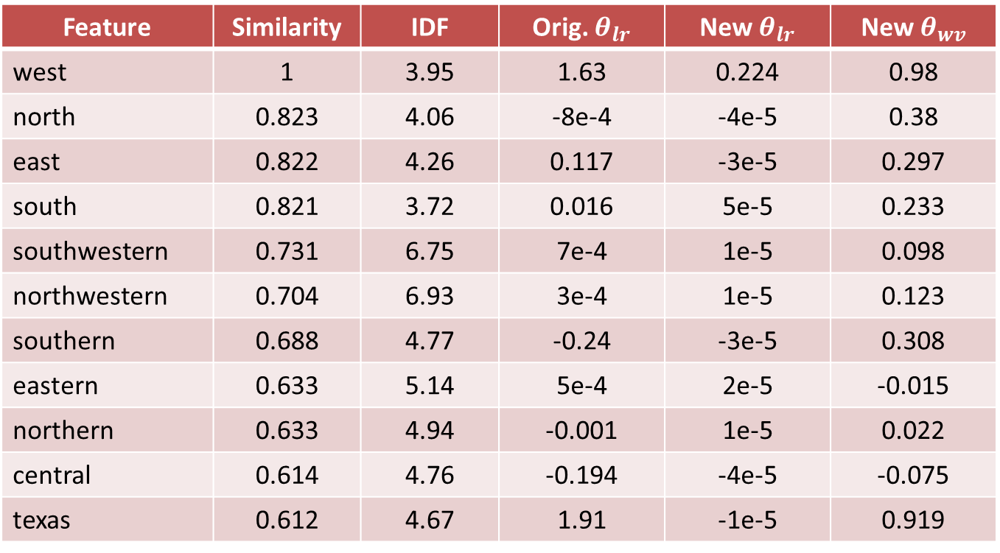 Feature Similarity IDF Orig. θ_lr New θ_lr New θ_wv
west 1 3.95 1.63 0.224 0.98
north 0.823 4.06 -8e-4 -4e-5 0.38
east 0.822 4.26 0.117 -3e-5 0.297
south 0.821 3.72 0.016 5e-5 0.233
southwestern 0.731 6.75 7e-4 1e-5 0.098
northwestern 0.704 6.93 3e-4 1e-5 0.123
southern 0.688 4.77 -0.24 -3e-5 0.308
eastern 0.633 5.14 5e-4 2e-5 -0.015
northern 0.633 4.94 -0.001 1e-5 0.022
central 0.614 4.76 -0.194 -4e-5 -0.075
texas 0.612 4.67 1.91 -1e-5 0.919